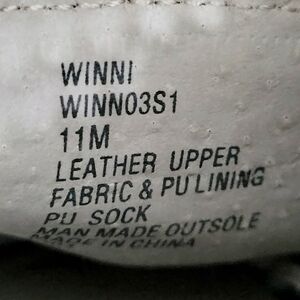 WINNI
WINN03S1
11M
LEATHER UPPER
FABRIC & PU LINING
PU SOCK
MAN MADE OUTSOLE
MADE IN CHINA